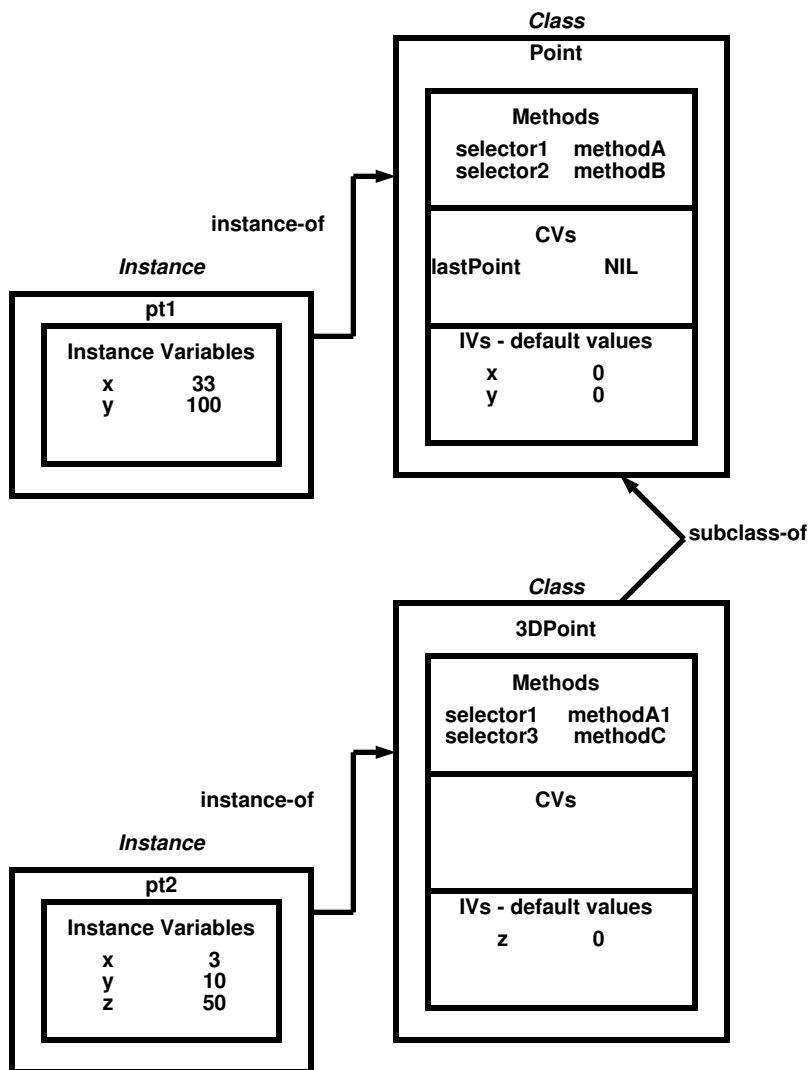 Class
Point
Methods
selector1 methodA
selector2 methodB
instance-of
CVs
lastPoint NIL
Instance
pt1
Instance Variables
x 33
y 100
IVs - default values
x 0
y 0
subclass-of
Class
3DPoint
Methods
selector1 methodA1
selector3 methodC
instance-of
CVs
Instance
pt2
Instance Variables
x 3
y 10
z 50
IVs - default values
z 0